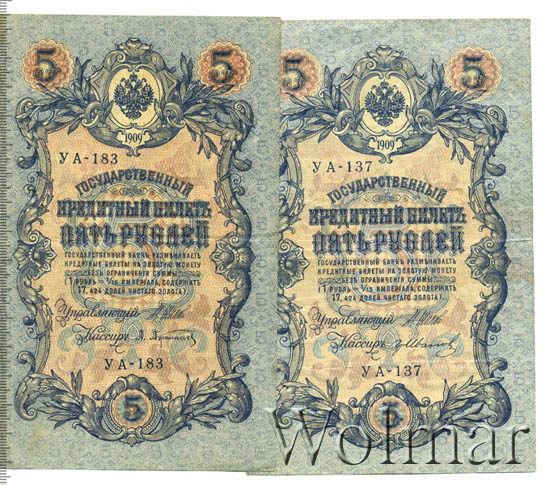 5 5
1909
УА-183
ГОСУДАРСТВЕННЫЙ
КРЕДИТНЫЙ БИЛЕТЪ
ПЯТЬ РУБЛЕЙ
ГОСУДАРСТВЕННЫЙ БАНКЪ РАЗМѢНИВАЕТЪ
КРЕДИТНЫЕ БИЛЕТЫ НА ЗОЛОТУЮ МОНЕТУ
БЕЗЪ ОГРАНИЧЕНІЯ СУММЫ
(1 РУБЛЬ = 1/15 ИМПЕРІАЛА, СОДЕРЖИТЪ
17,424 ДОЛЕЙ ЧИСТАГО ЗОЛОТА)
Управляющій
Кассиръ
УА-183
5
5 5
1909
УА-137
ГОСУДАРСТВЕННЫЙ
КРЕДИТНЫЙ БИЛЕТЪ
ПЯТЬ РУБЛЕЙ
ГОСУДАРСТВЕННЫЙ БАНКЪ РАЗМѢНИВАЕТЪ
КРЕДИТНЫЕ БИЛЕТЫ НА ЗОЛОТУЮ МОНЕТУ
БЕЗЪ ОГРАНИЧЕНІЯ СУММЫ
(1 РУБЛЬ = 1/15 ИМПЕРІАЛА, СОДЕРЖИТЪ
17,424 ДОЛЕЙ ЧИСТАГО ЗОЛОТА)
Управляющій
Кассиръ
УА-137
5
Wolmar